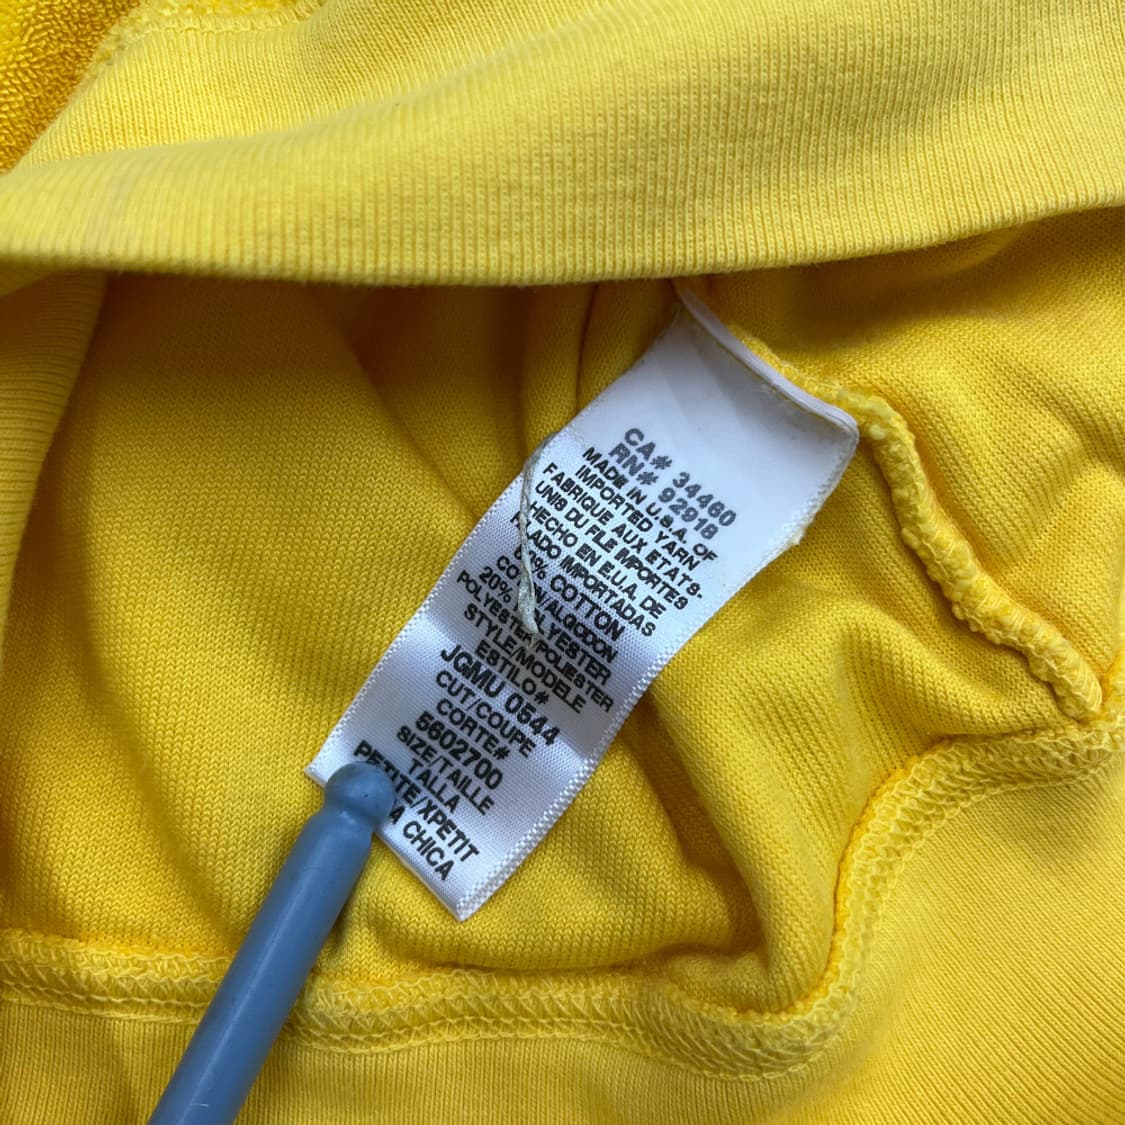 CA# 34460
RN# 92918
MADE IN U.S.A. OF
IMPORTED YARN
FABRIQUE AUX ETATS-
UNIS DU FILE IMPORTES
HECHO EN E.U.A. DE
IMPORTADAS
% COTTON
/ALGODON
20%
POLYESTER/POLIESTER
STYLE/MODELE
ESTILO#
JGMU 0544
CUT/COUPE
CORTE#
5602700
SIZE/TAILLE
TALLA
PETITE/XPETIT
CHICA